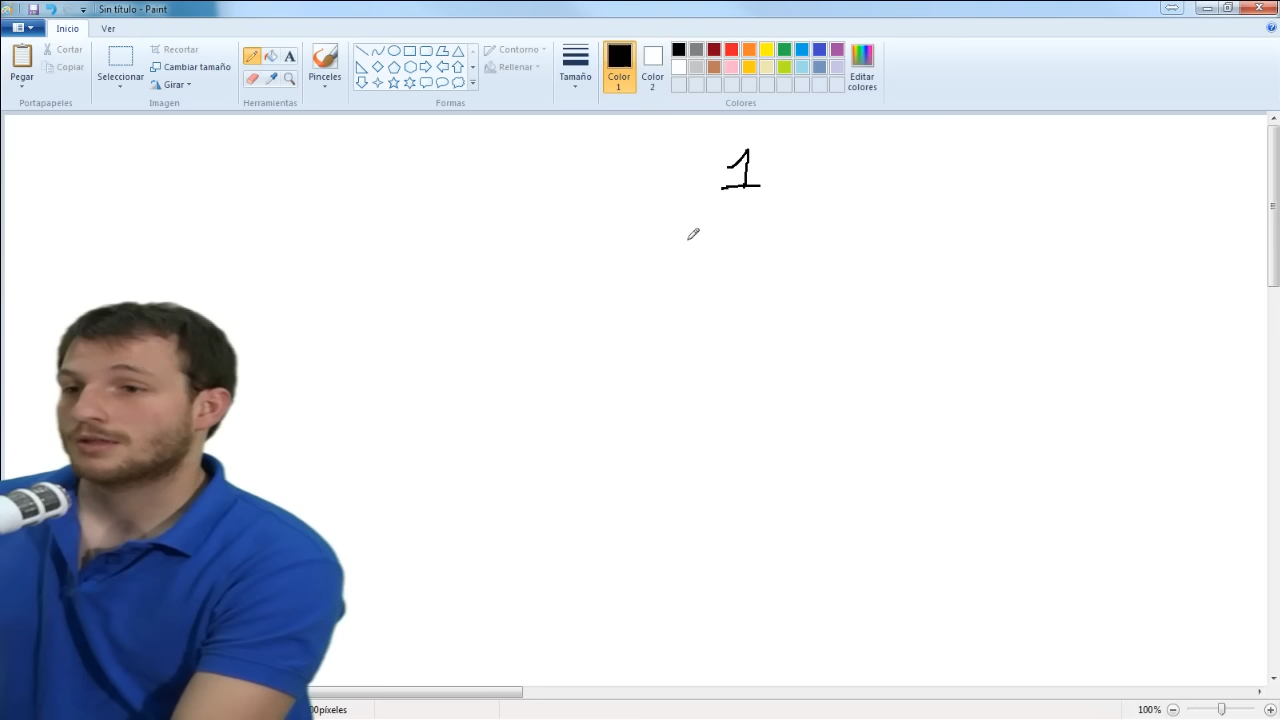 Sin título - Paint
Inicio Ver
Pegar
Cortar
Copiar
Portapapeles
Seleccionar
Recortar
Cambiar tamaño
Girar
Imagen
A
Herramientas
Pinceles
Contorno
Rellenar
Formas
Tamaño
Color
1
Color
2
Editar
colores
Colores
1
00píxeles
100%